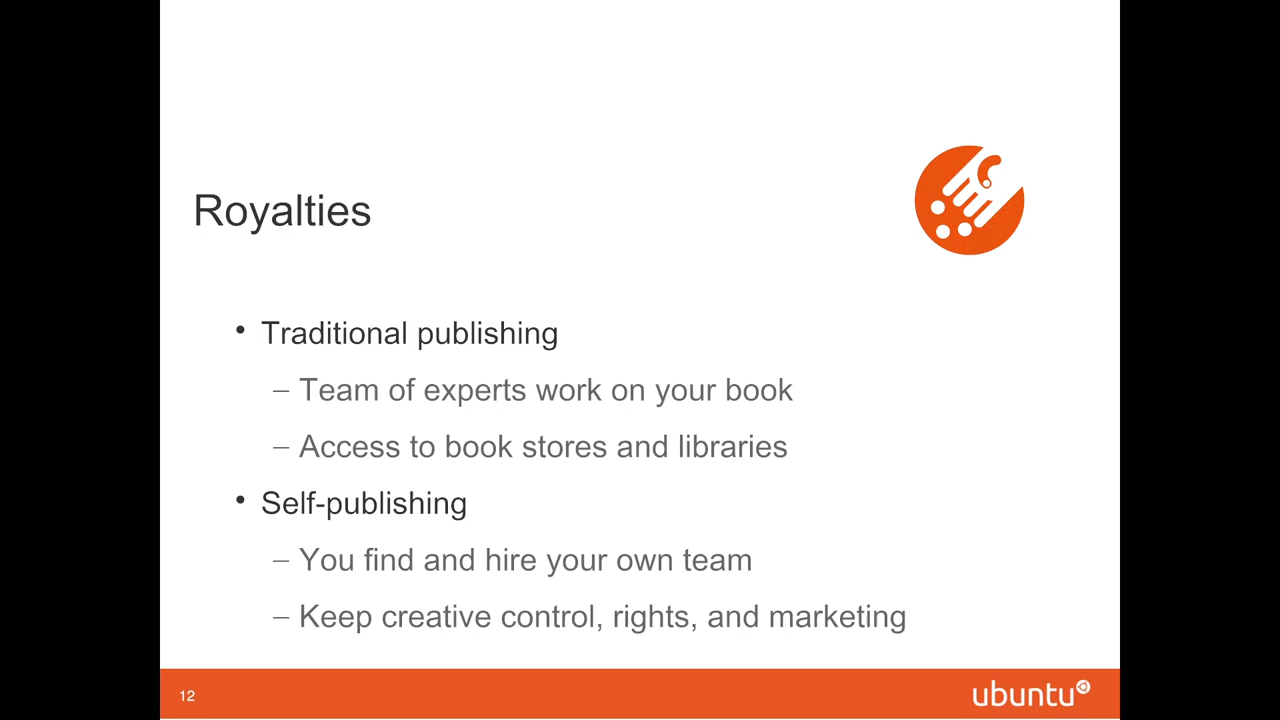 Royalties
• Traditional publishing
– Team of experts work on your book
– Access to book stores and libraries
• Self-publishing
– You find and hire your own team
– Keep creative control, rights, and marketing
12
ubuntu